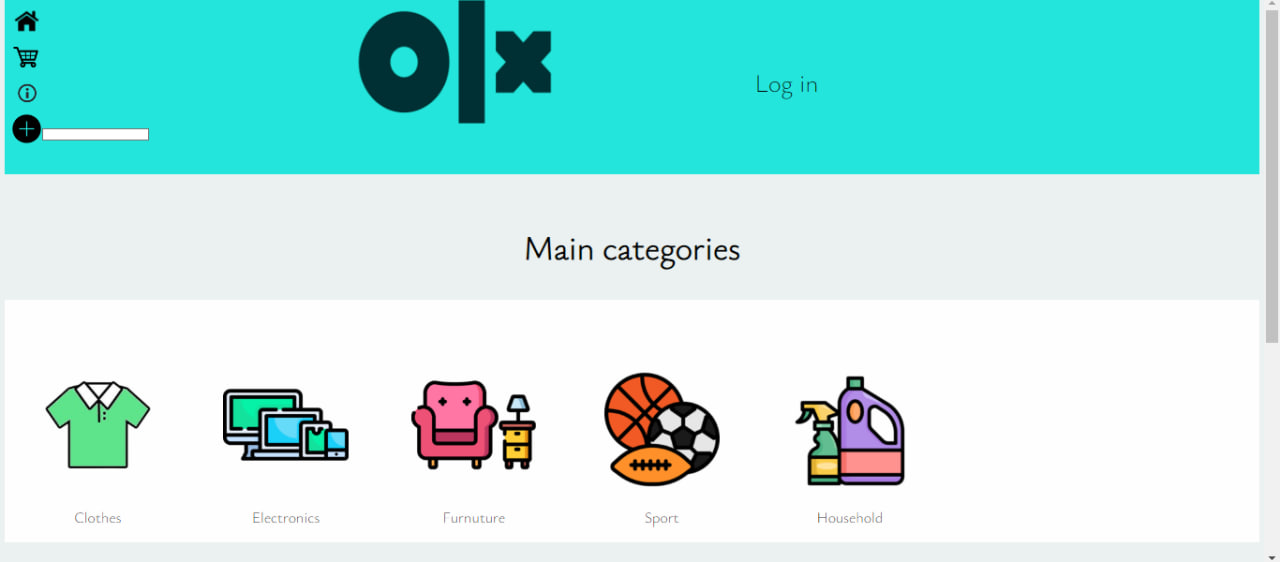 olx
Log in
Main categories
Clothes
Electronics
Furnuture
Sport
Household